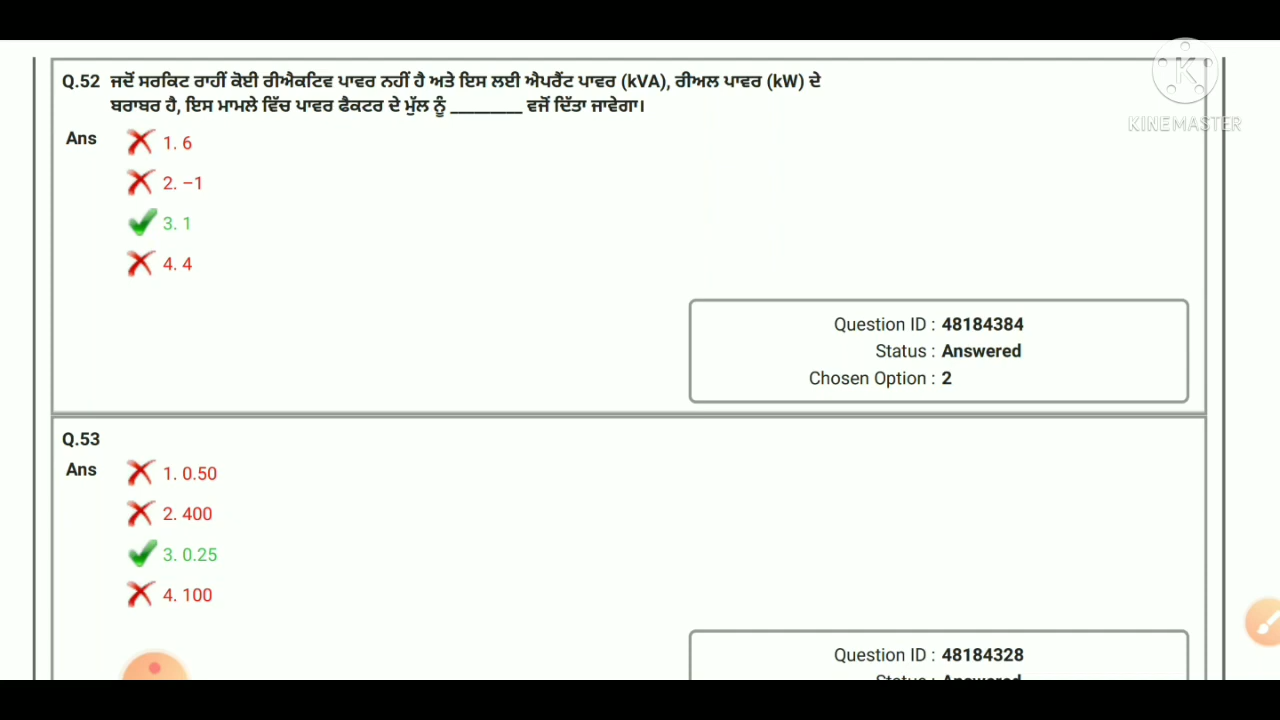 KINEMASTER
Q.52 ਜਦੋਂ ਸਰਕਿਟ ਰਾਹੀਂ ਕੋਈ ਰੀਐਕਟਿਵ ਪਾਵਰ ਨਹੀਂ ਹੈ ਅਤੇ ਇਸ ਲਈ ਐਪਰੈਂਟ ਪਾਵਰ (kVA), ਰੀਅਲ ਪਾਵਰ (kW) ਦੇ
ਬਰਾਬਰ ਹੈ, ਇਸ ਮਾਮਲੇ ਵਿੱਚ ਪਾਵਰ ਫੈਕਟਰ ਦੇ ਮੁੱਲ ਨੂੰ ________ ਵਜੋਂ ਦਿੱਤਾ ਜਾਵੇਗਾ।
Ans 1. 6
2. −1
3. 1
4. 4
Question ID : 48184384
Status : Answered
Chosen Option : 2
Q.53
Ans 1. 0.50
2. 400
3. 0.25
4. 100
Question ID : 48184328
Status : Answered